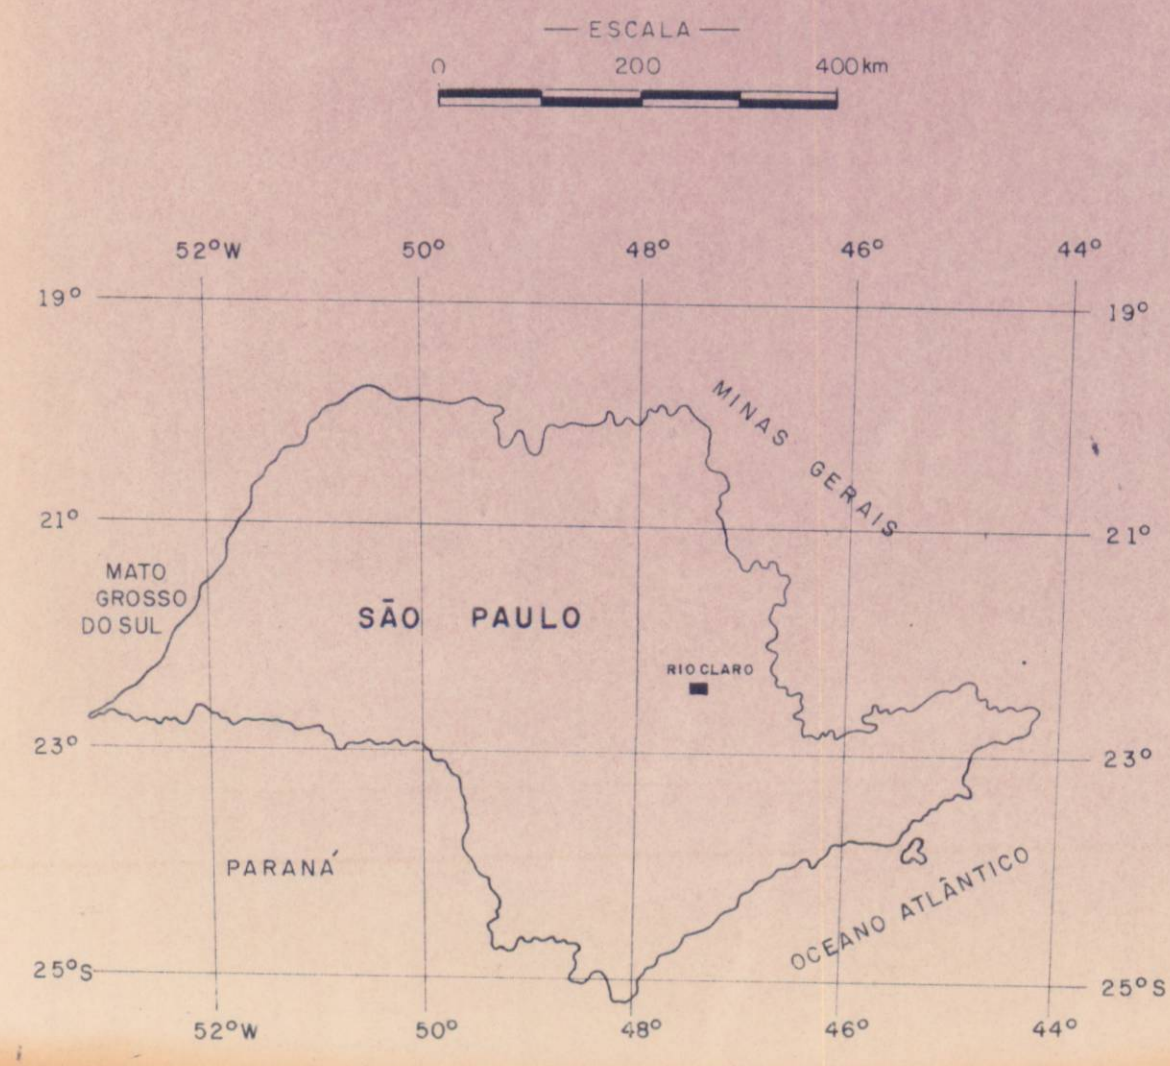 — ESCALA —
0 200 400 km
52°W 50° 48° 46° 44°
19° 19°
MINAS GERAIS
21° 21°
MATO
GROSSO
DO SUL
SÃO PAULO
RIO CLARO
23° 23°
PARANÁ
OCEANO ATLÂNTICO
25°S 25°S
52°W 50° 48° 46° 44°